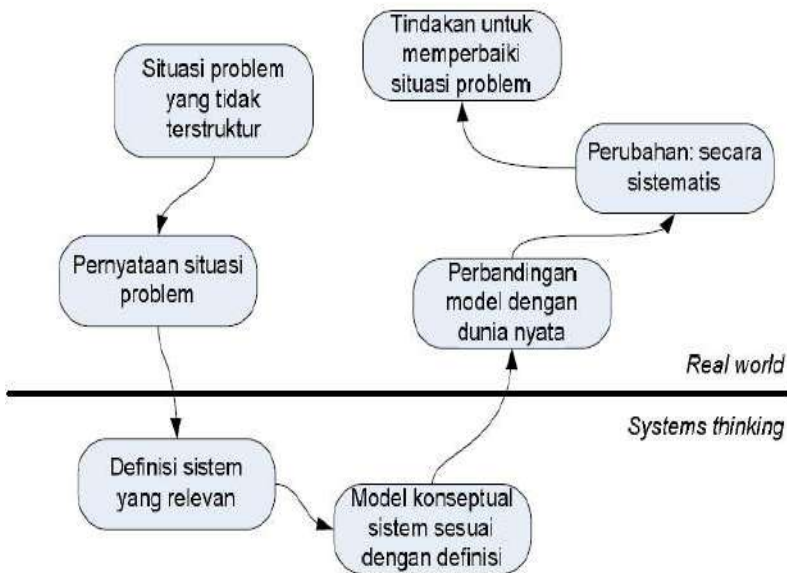 Situasi problem
yang tidak
terstruktur
Pernyataan situasi
problem
Definisi sistem
yang relevan
Model konseptual
sistem sesuai
dengan definisi
Perbandingan
model dengan
dunia nyata
Perubahan: secara
sistematis
Tindakan untuk
memperbaiki
situasi problem
Real world
Systems thinking